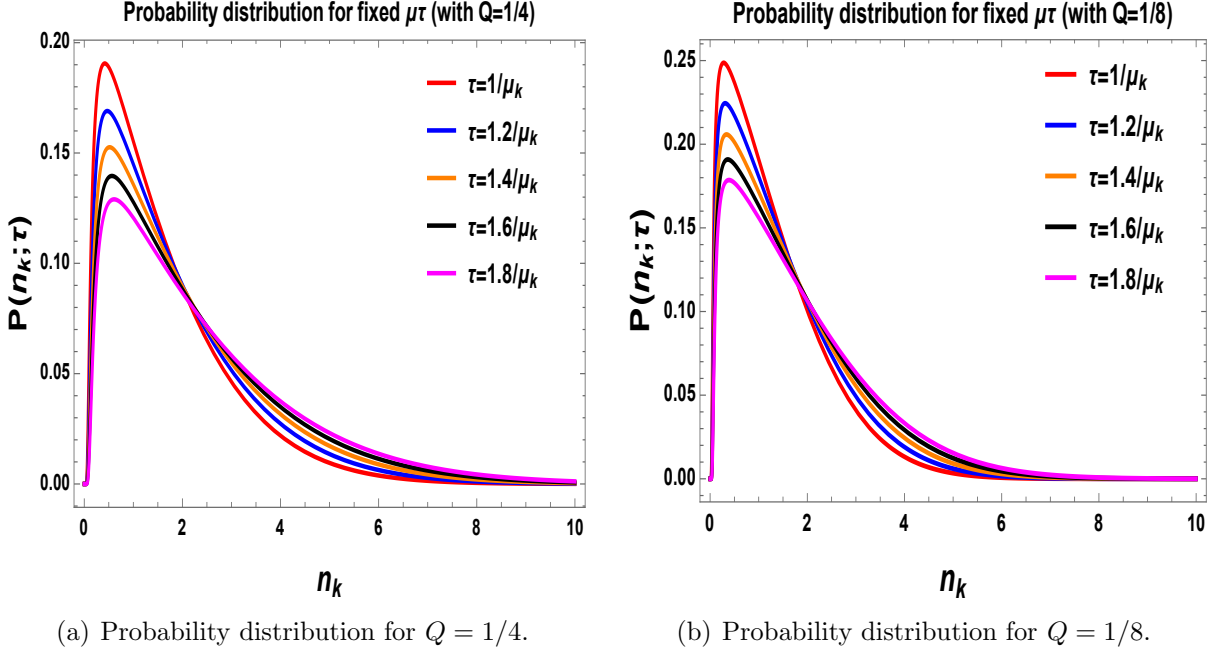 Probability distribution for fixed μτ (with Q=1/4)
0.20
0.15
0.10
0.05
0.00
P(n_k;τ)
τ=1/μ_k
τ=1.2/μ_k
τ=1.4/μ_k
τ=1.6/μ_k
τ=1.8/μ_k
0 2 4 6 8 10
n_k
(a) Probability distribution for Q = 1/4.
Probability distribution for fixed μτ (with Q=1/8)
0.25
0.20
0.15
0.10
0.05
0.00
P(n_k;τ)
τ=1/μ_k
τ=1.2/μ_k
τ=1.4/μ_k
τ=1.6/μ_k
τ=1.8/μ_k
0 2 4 6 8 10
n_k
(b) Probability distribution for Q = 1/8.